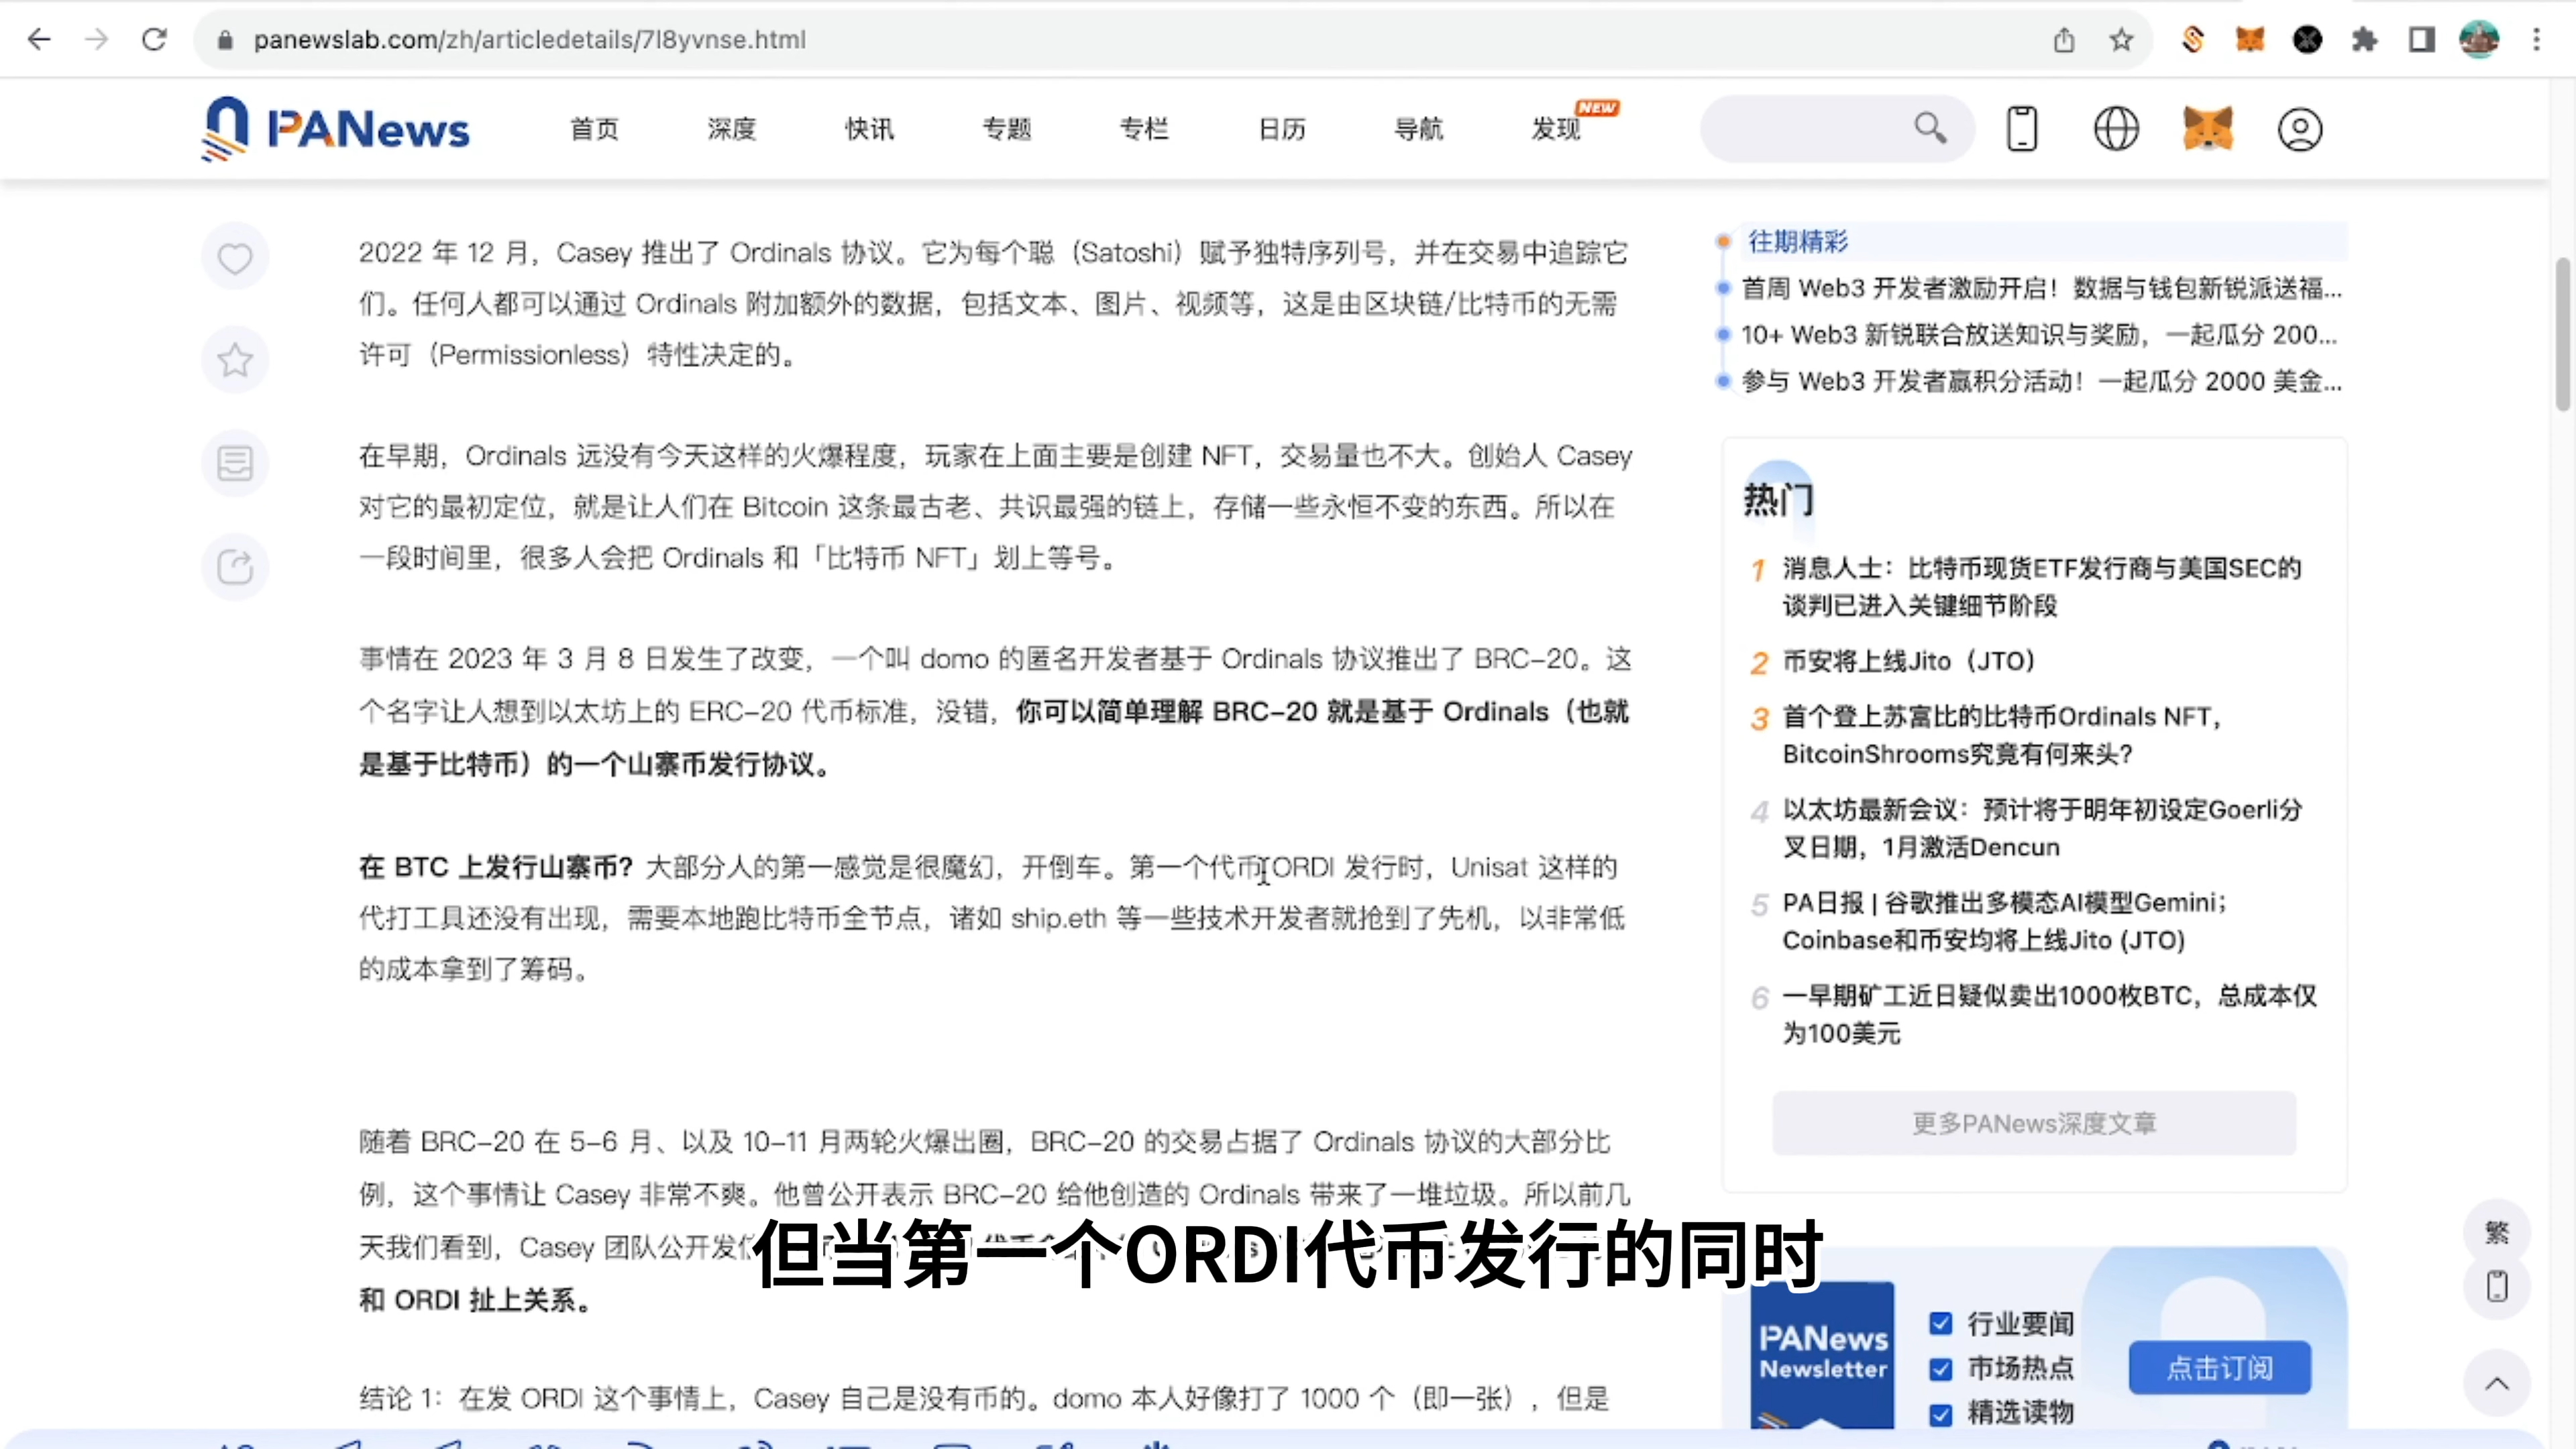 panewslab.com/zh/articledetails/7l8yvnse.html
PANews
首页
深度
快讯
专题
专栏
日历
导航
发现
NEW
2022 年 12 月，Casey 推出了 Ordinals 协议。它为每个聪（Satoshi）赋予独特序列号，并在交易中追踪它
们。任何人都可以通过 Ordinals 附加额外的数据，包括文本、图片、视频等，这是由区块链/比特币的无需
许可（Permissionless）特性决定的。
在早期，Ordinals 远没有今天这样的火爆程度，玩家在上面主要是创建 NFT，交易量也不大。创始人 Casey
对它的最初定位，就是让人们在 Bitcoin 这条最古老、共识最强的链上，存储一些永恒不变的东西。所以在
一段时间里，很多人会把 Ordinals 和「比特币 NFT」划上等号。
事情在 2023 年 3 月 8 日发生了改变，一个叫 domo 的匿名开发者基于 Ordinals 协议推出了 BRC-20。这
个名字让人想到以太坊上的 ERC-20 代币标准，没错，你可以简单理解 BRC-20 就是基于 Ordinals（也就
是基于比特币）的一个山寨币发行协议。
在 BTC 上发行山寨币？大部分人的第一感觉是很魔幻，开倒车。第一个代币 ORDI 发行时，Unisat 这样的
代打工具还没有出现，需要本地跑比特币全节点，诸如 ship.eth 等一些技术开发者就抢到了先机，以非常低
的成本拿到了筹码。
随着 BRC-20 在 5-6 月、以及 10-11 月两轮火爆出圈，BRC-20 的交易占据了 Ordinals 协议的大部分比
例，这个事情让 Casey 非常不爽。他曾公开表示 BRC-20 给他创造的 Ordinals 带来了一堆垃圾。所以前几
天我们看到，Casey 团队公开发
和 ORDI 扯上关系。
结论 1：在发 ORDI 这个事情上，Casey 自己是没有币的。domo 本人好像打了 1000 个（即一张），但是
但当第一个ORDI代币发行的同时
往期精彩
首周 Web3 开发者激励开启！数据与钱包新锐派送福...
10+ Web3 新锐联合放送知识与奖励，一起瓜分 200...
参与 Web3 开发者赢积分活动！一起瓜分 2000 美金...
热门
1 消息人士：比特币现货ETF发行商与美国SEC的
谈判已进入关键细节阶段
2 币安将上线Jito（JTO）
3 首个登上苏富比的比特币Ordinals NFT，
BitcoinShrooms究竟有何来头？
4 以太坊最新会议：预计将于明年初设定Goerli分
叉日期，1月激活Dencun
5 PA日报 | 谷歌推出多模态AI模型Gemini；
Coinbase和币安均将上线Jito (JTO)
6 一早期矿工近日疑似卖出1000枚BTC，总成本仅
为100美元
更多PANews深度文章
PANews
Newsletter
行业要闻
市场热点
精选读物
点击订阅
繁